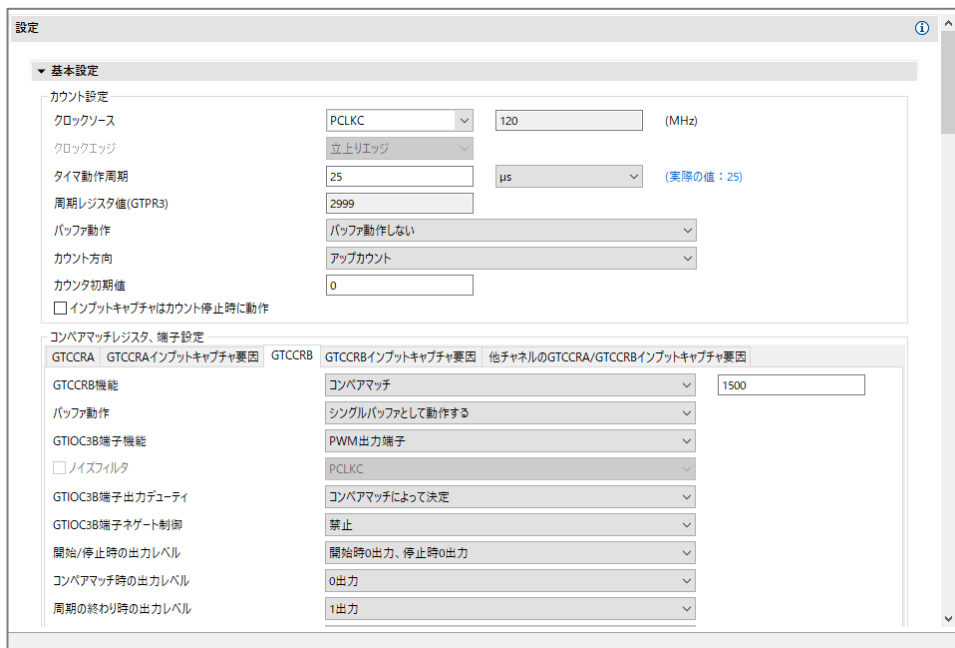 設定
基本設定
カウント設定
クロックソース PCLKC 120 (MHz)
クロックエッジ 立上りエッジ
タイマ動作周期 25 µs (実際の値：25)
周期レジスタ値(GTPR3) 2999
バッファ動作 バッファ動作しない
カウント方向 アップカウント
カウンタ初期値 0
インプットキャプチャはカウント停止時に動作
コンペアマッチレジスタ、端子設定
GTCCRA GTCCRAインプットキャプチャ要因 GTCCRB GTCCRBインプットキャプチャ要因 他チャネルのGTCCRA/GTCCRBインプットキャプチャ要因
GTCCRB機能 コンペアマッチ 1500
バッファ動作 シングルバッファとして動作する
GTIOC3B端子機能 PWM出力端子
ノイズフィルタ PCLKC
GTIOC3B端子出力デューティ コンペアマッチによって決定
GTIOC3B端子ネゲート制御 禁止
開始/停止時の出力レベル 開始時0出力、停止時0出力
コンペアマッチ時の出力レベル 0出力
周期の終わり時の出力レベル 1出力